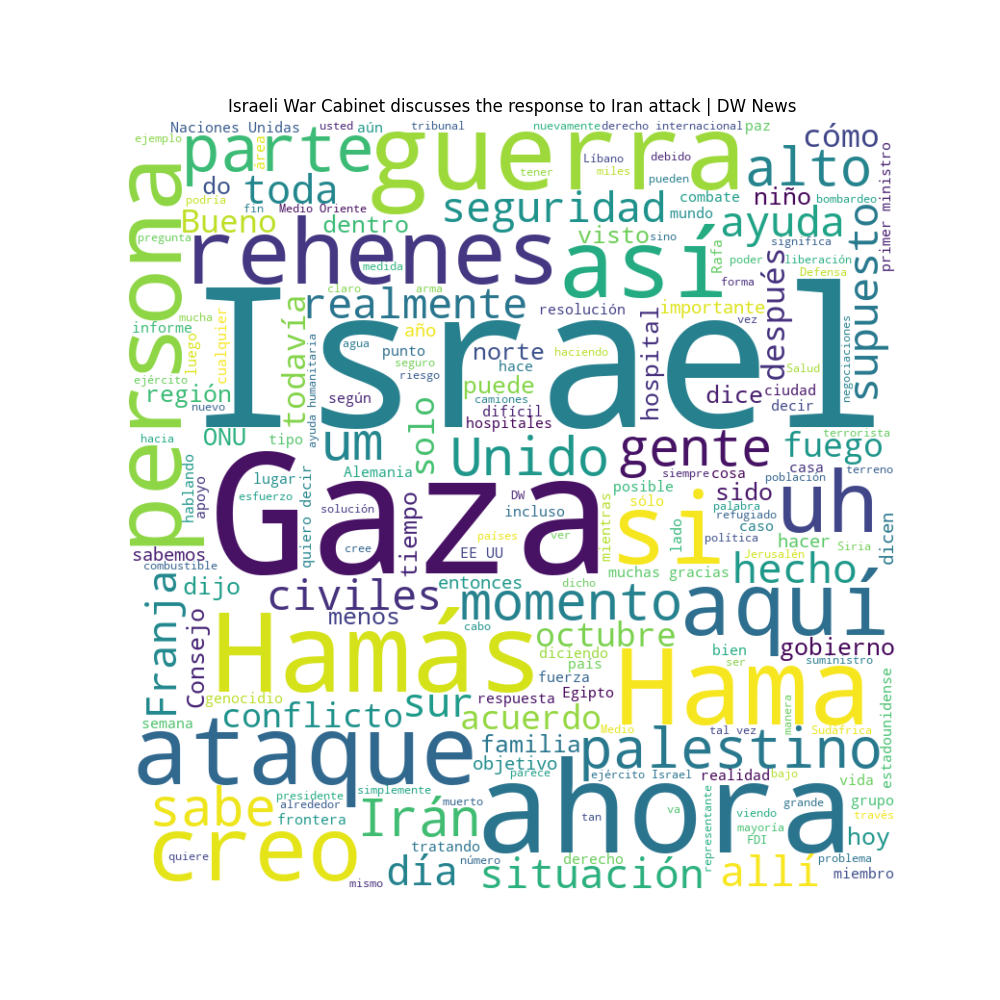 Israeli War Cabinet discusses the response to Iran attack | DW News
ejemplo
Naciones Unidas
usted
aún
tribunal
nuevamente
derecho internacional
paz
cómo
parte
guerra
área
tener
Líbano
miles
debido
pueden
alto
primer ministro
persona
do
podría
toda
fin
Medio Oriente
seguridad
combate
mundo
niño
bombardeo
Bueno
dentro
visto
sino
Rafa
ayuda
supuesto
pregunta
rehenes
así
medida
significa
poder
liberación
Defensa
forma
después
Israel
claro
arma
realmente
resolución
importante
vez
mucha
informe
luego
cualquier
todavía
ayuda humanitaria
agua
año
punto
norte
haciendo
hospital
negociaciones
seguro
riesgo
hace
Salud
ejército
región
nuevo
según
solo
puede
camiones
difícil
hospitales
dice
ciudad
decir
hacia
ONU
tipo
um
Unido
gente
fuego
terrorista
hablando
apoyo
lugar
esfuerzo
quiero decir
Alemania
siempre
cosa
casa
población
terreno
Gaza
solución
tiempo
DW
incluso
posible
sólo
si
sido
palabra
refugiado
caso
uh
sabemos
combustible
cree
países
EE UU
ver
mientras
lado
política
Jerusalén
hacer
Siria
dicen
Franja
dijo
civiles
entonces
dicho
muchas gracias
hecho
Consejo
menos
momento
aquí
Hamás
cabo
octubre
diciendo
país
bien
ser
gobierno
suministro
genocidio
fuerza
respuesta
Egipto
Hama
manera
estadounidense
semana
conflicto
sur
acuerdo
Medio
tal vez
Sudáfrica
ataque
familia
objetivo
parece
palestino
ejército Israel
realidad
bajo
vida
sabe
presidente
simplemente
alrededor
muerto
frontera
Irán
ahora
tan
va
representante
viendo
mayoría
FDI
grande
grupo
través
hoy
creo
quiere
tratando
número
derecho
problema
mismo
día
situación
allí
miembro